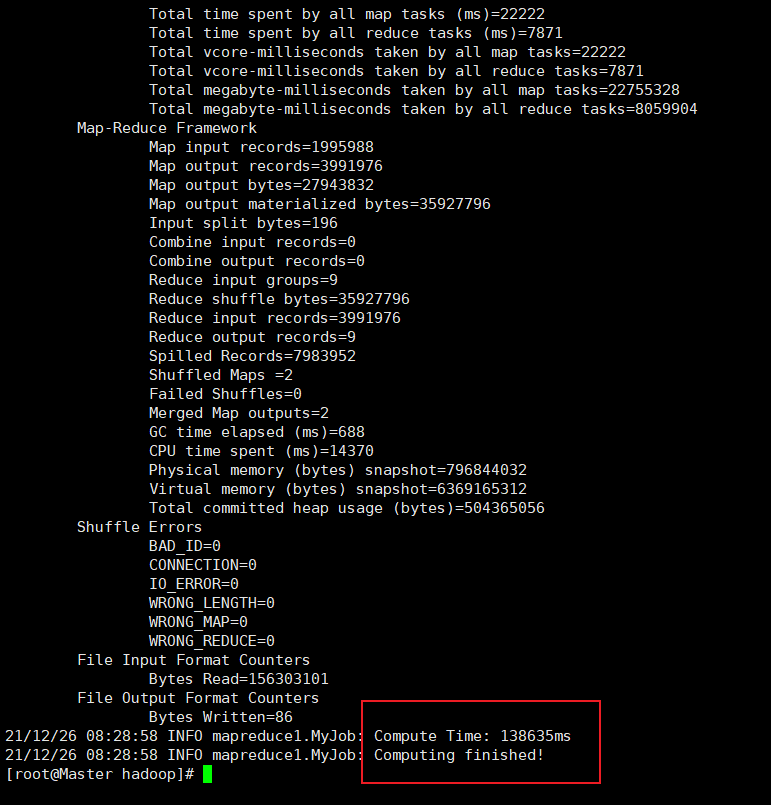 Total time spent by all map tasks (ms)=22222
Total time spent by all reduce tasks (ms)=7871
Total vcore-milliseconds taken by all map tasks=22222
Total vcore-milliseconds taken by all reduce tasks=7871
Total megabyte-milliseconds taken by all map tasks=22755328
Total megabyte-milliseconds taken by all reduce tasks=8059904
Map-Reduce Framework
Map input records=1995988
Map output records=3991976
Map output bytes=27943832
Map output materialized bytes=35927796
Input split bytes=196
Combine input records=0
Combine output records=0
Reduce input groups=9
Reduce shuffle bytes=35927796
Reduce input records=3991976
Reduce output records=9
Spilled Records=7983952
Shuffled Maps =2
Failed Shuffles=0
Merged Map outputs=2
GC time elapsed (ms)=688
CPU time spent (ms)=14370
Physical memory (bytes) snapshot=796844032
Virtual memory (bytes) snapshot=6369165312
Total committed heap usage (bytes)=504365056
Shuffle Errors
BAD_ID=0
CONNECTION=0
IO_ERROR=0
WRONG_LENGTH=0
WRONG_MAP=0
WRONG_REDUCE=0
File Input Format Counters
Bytes Read=156303101
File Output Format Counters
Bytes Written=86
21/12/26 08:28:58 INFO mapreduce1.MyJob: Compute Time: 138635ms
21/12/26 08:28:58 INFO mapreduce1.MyJob: Computing finished!
[root@Master hadoop]#